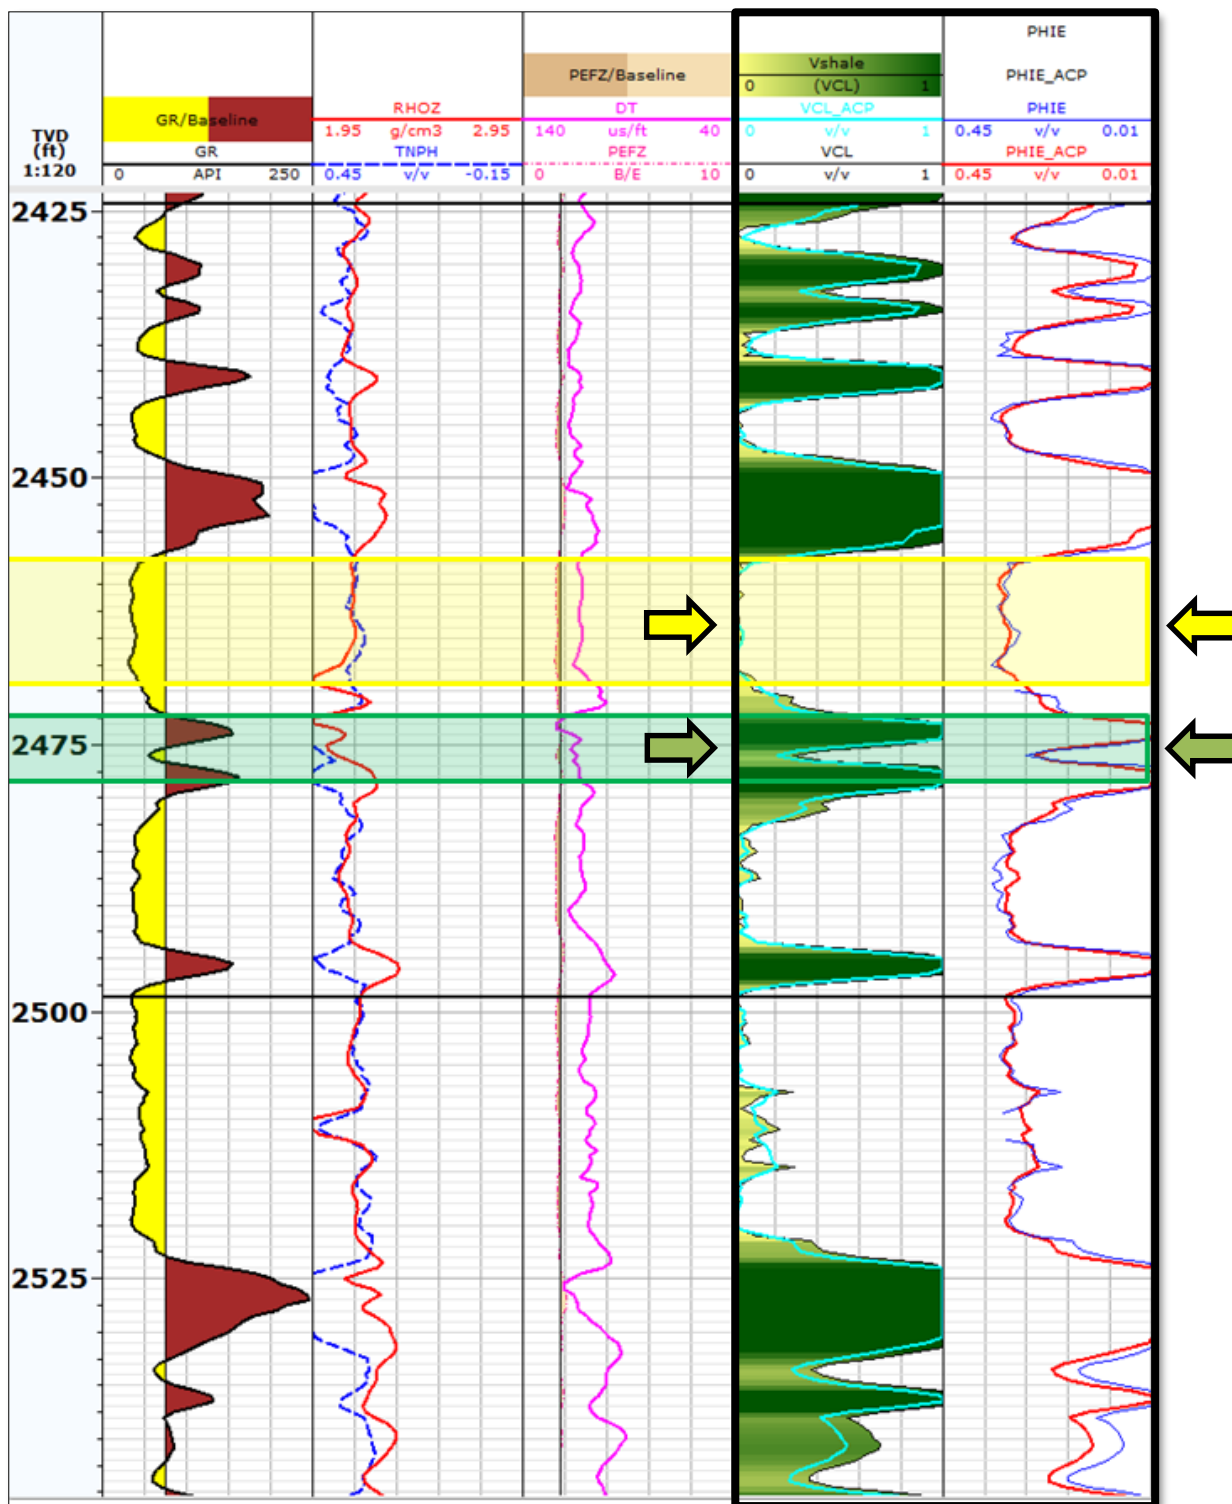 PHIE
PEFZ/Baseline
Vshale
(VCL)
0 1
PHIE_ACP
GR/Baseline
RHOZ
1.95 g/cm3 2.95
DT
140 us/ft 40
VCL_ACP
0 v/v 1
PHIE
0.45 v/v 0.01
TVD
(ft)
1:120
GR
0 API 250
TNPH
0.45 v/v -0.15
PEFZ
0 B/E 10
VCL
0 v/v 1
PHIE_ACP
0.45 v/v 0.01
2425
2450
2475
2500
2525